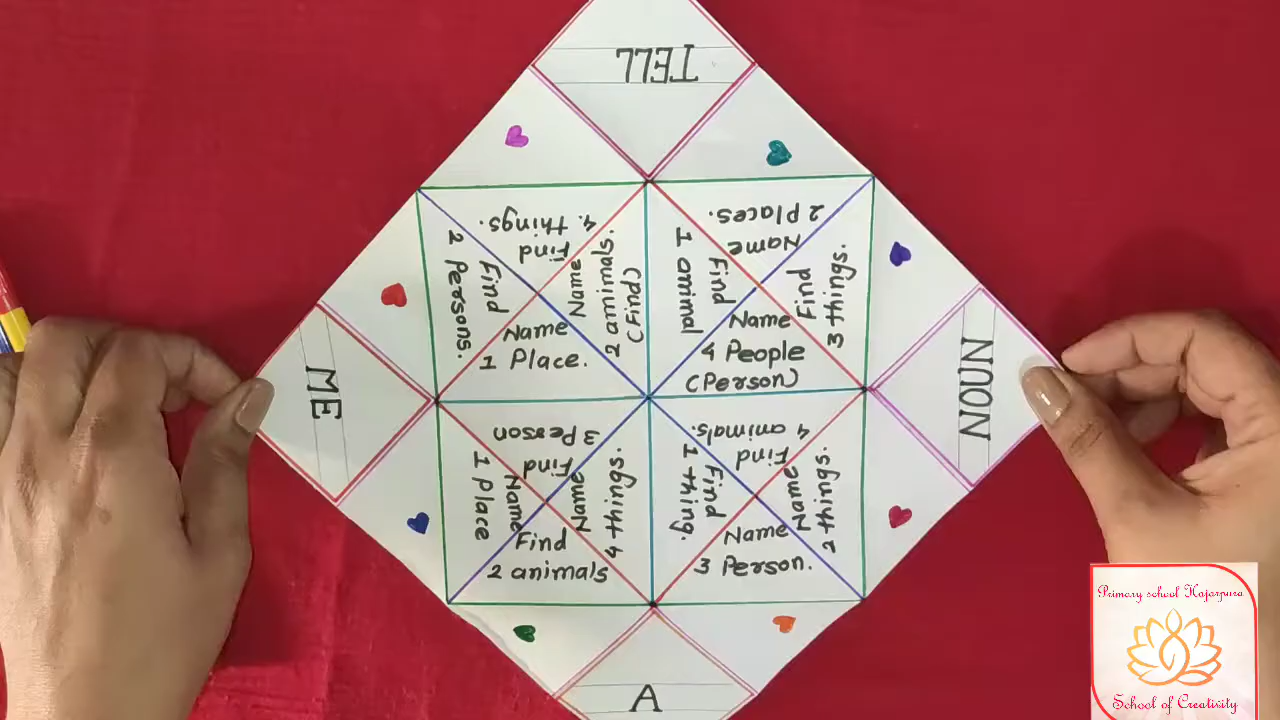 TELL
4. things.
Find
2 Persons.
Find
Name
2 animals.
(Find)
Name
1 Place.
2 Places.
Name
1 animal
Find
Find
3 things.
Name
4 People
(Person)
ME
NOUN
3 Person
Find
1 Place
Name
Name
4 things.
Find
2 animals
4 animals.
Find
1 thing.
Find
Name
2 things.
Name
3 Person.
A
Primary school Hajarpura
School of Creativity